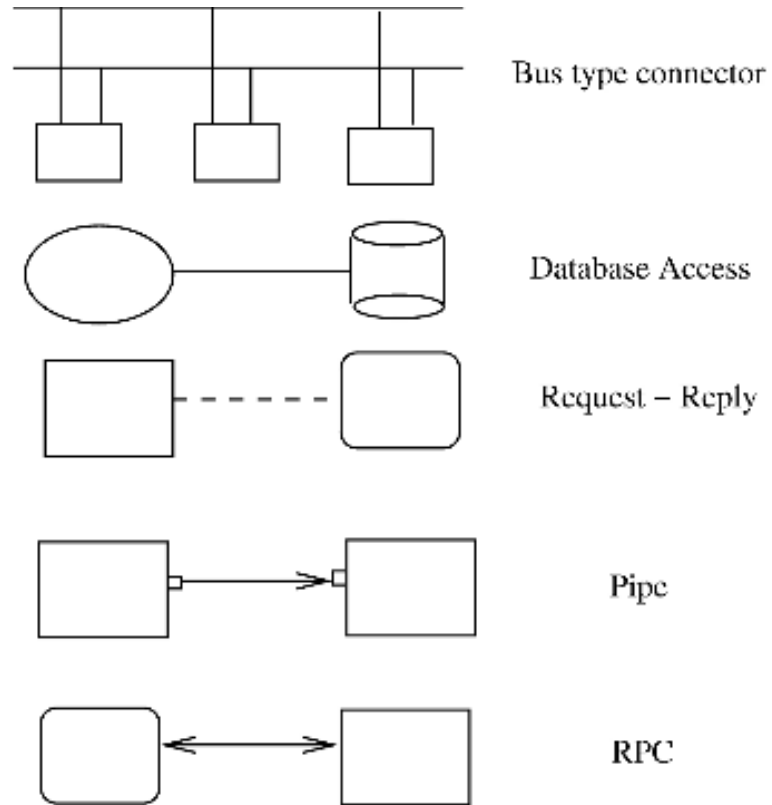 Bus type connector
Database Access
Request – Reply
Pipe
RPC